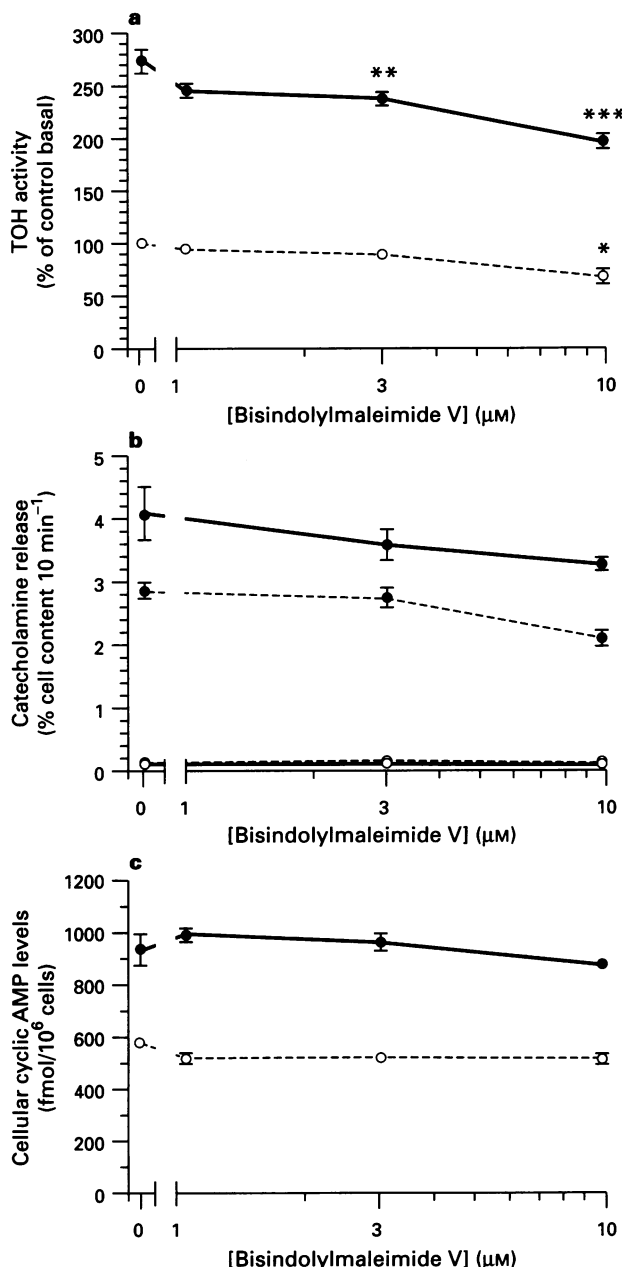 a
300
250
200
150
100
50
0
TOH activity
(% of control basal)
**
***
*
0 1 3 10
[Bisindolylmaleimide V] (μM)
b
5
4
3
2
1
0
Catecholamine release
(% cell content 10 min⁻¹)
0 1 3 10
[Bisindolylmaleimide V] (μM)
c
1200
1000
800
600
400
200
0
Cellular cyclic AMP levels
(fmol/10⁶ cells)
0 1 3 10
[Bisindolylmaleimide V] (μM)